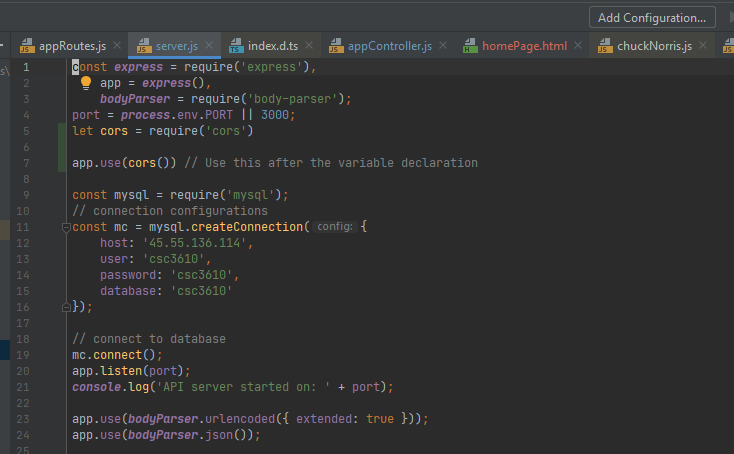 Add Configuration...
appRoutes.js server.js index.d.ts appController.js homePage.html chuckNorris.js
1 const express = require('express'),
2 app = express(),
3 bodyParser = require('body-parser');
4 port = process.env.PORT || 3000;
5 let cors = require('cors')
6
7 app.use(cors()) // Use this after the variable declaration
8
9 const mysql = require('mysql');
10 // connection configurations
11 const mc = mysql.createConnection( config: {
12 host: '45.55.136.114',
13 user: 'csc3610',
14 password: 'csc3610',
15 database: 'csc3610'
16 });
17
18 // connect to database
19 mc.connect();
20 app.listen(port);
21 console.log('API server started on: ' + port);
22
23 app.use(bodyParser.urlencoded({ extended: true }));
24 app.use(bodyParser.json());
25